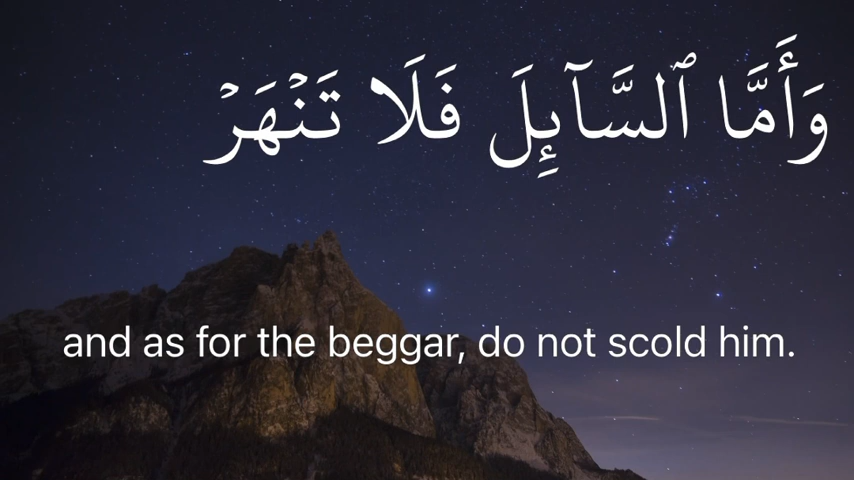 وَأَمَّا ٱلسَّآئِلَ فَلَا تَنۡهَرۡ
and as for the beggar, do not scold him.